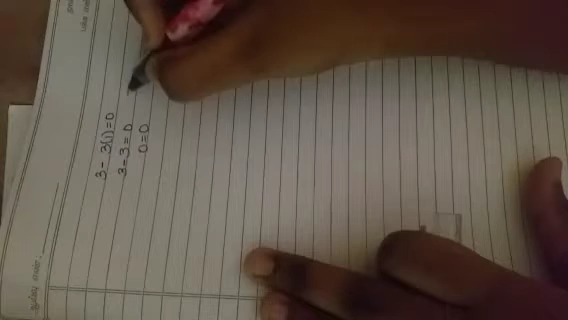 3 - 3(1) = 0
3 - 3 = 0
0 = 0